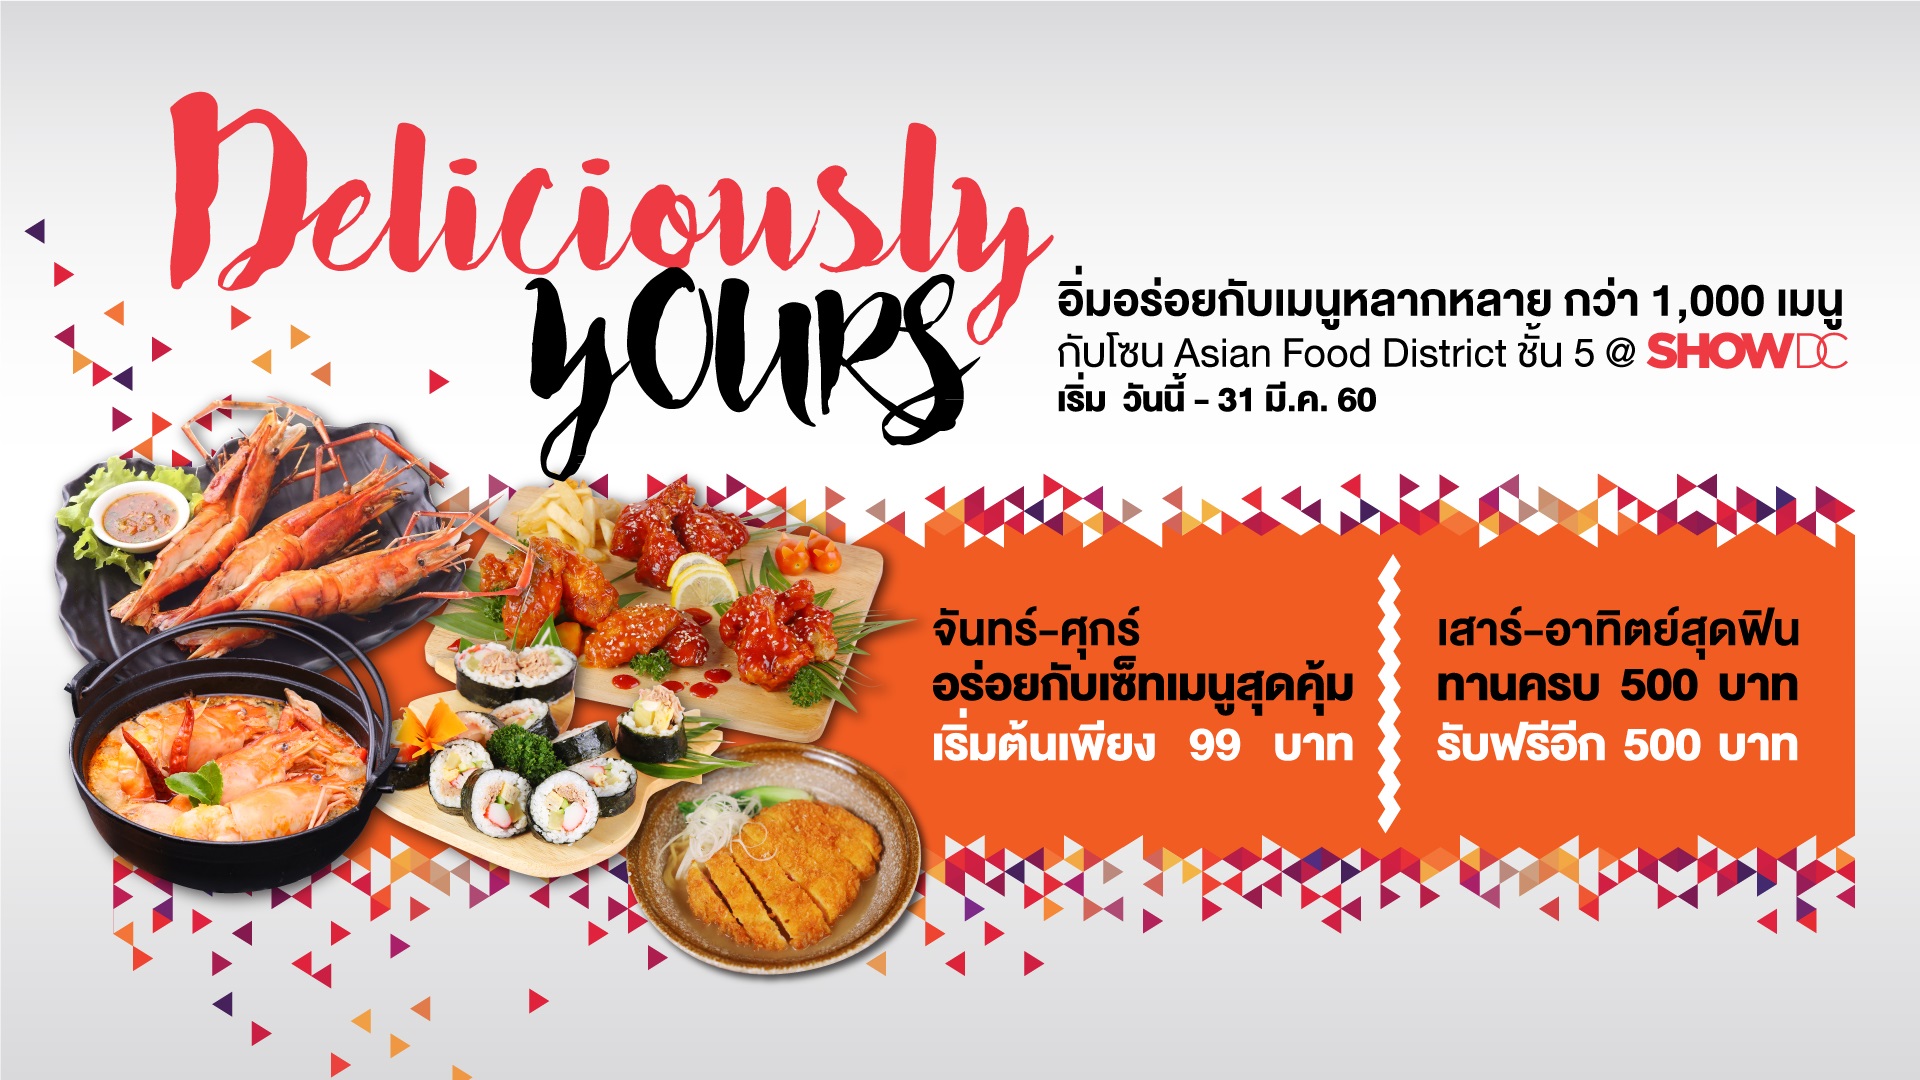 Deliciously
yOURS
อิ่มอร่อยกับเมนูหลากหลาย กว่า 1,000 เมนู
กับโซน Asian Food District ชั้น 5 @ SHOWDC
เริ่ม วันนี้ - 31 มี.ค. 60
จันทร์-ศุกร์
อร่อยกับเซ็ทเมนูสุดคุ้ม
เริ่มต้นเพียง 99 บาท
เสาร์-อาทิตย์สุดฟิน
ทานครบ 500 บาท
รับฟรีอีก 500 บาท